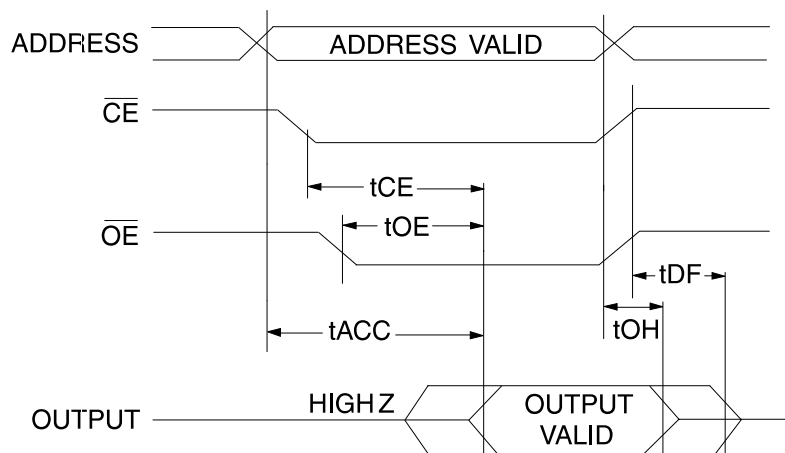 ADDRESS
ADDRESS VALID
CE
tCE
tOE
OE
tDF
tOH
tACC
HIGH Z
OUTPUT
OUTPUT
VALID